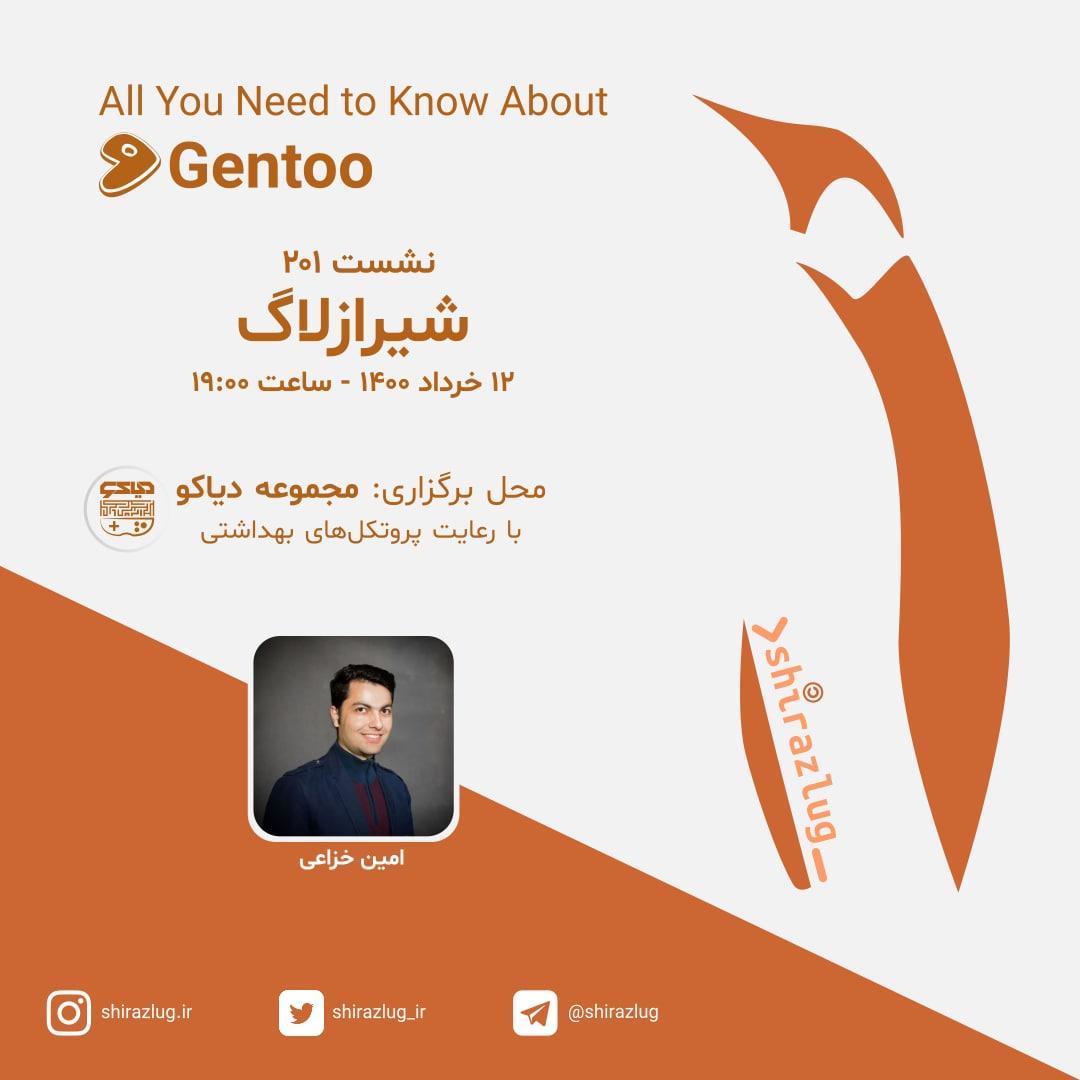 All You Need to Know About
Gentoo
نشست ۲۰۱
شیرازلاگ
۱۲ خرداد ۱۴۰۰ - ساعت ۱۹:۰۰
محل برگزاری: مجموعه دیاکو
دیاکو
با رعایت پروتکل‌های بهداشتی
shirazlug
©
امین خزاعی
shirazlug.ir
shirazlug_ir
@shirazlug